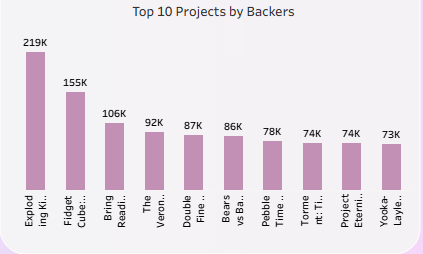 Top 10 Projects by Backers
219K
155K
106K
92K
87K
86K
78K
74K
74K
73K
Explod
ing Ki..
Fidget
Cube:..
Bring
Readi..
The
Veron..
Double
Fine ..
Bears
vs Ba..
Pebble
Time ..
Torme
nt: Ti..
Project
Eterni..
Yooka-
Layle..